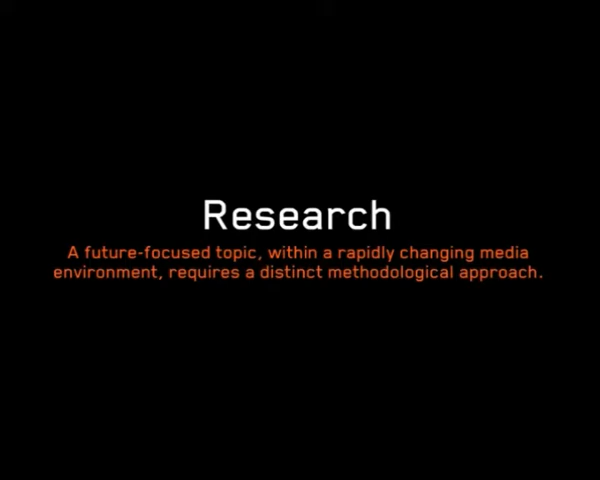 Research
A future-focused topic, within a rapidly changing media
environment, requires a distinct methodological approach.